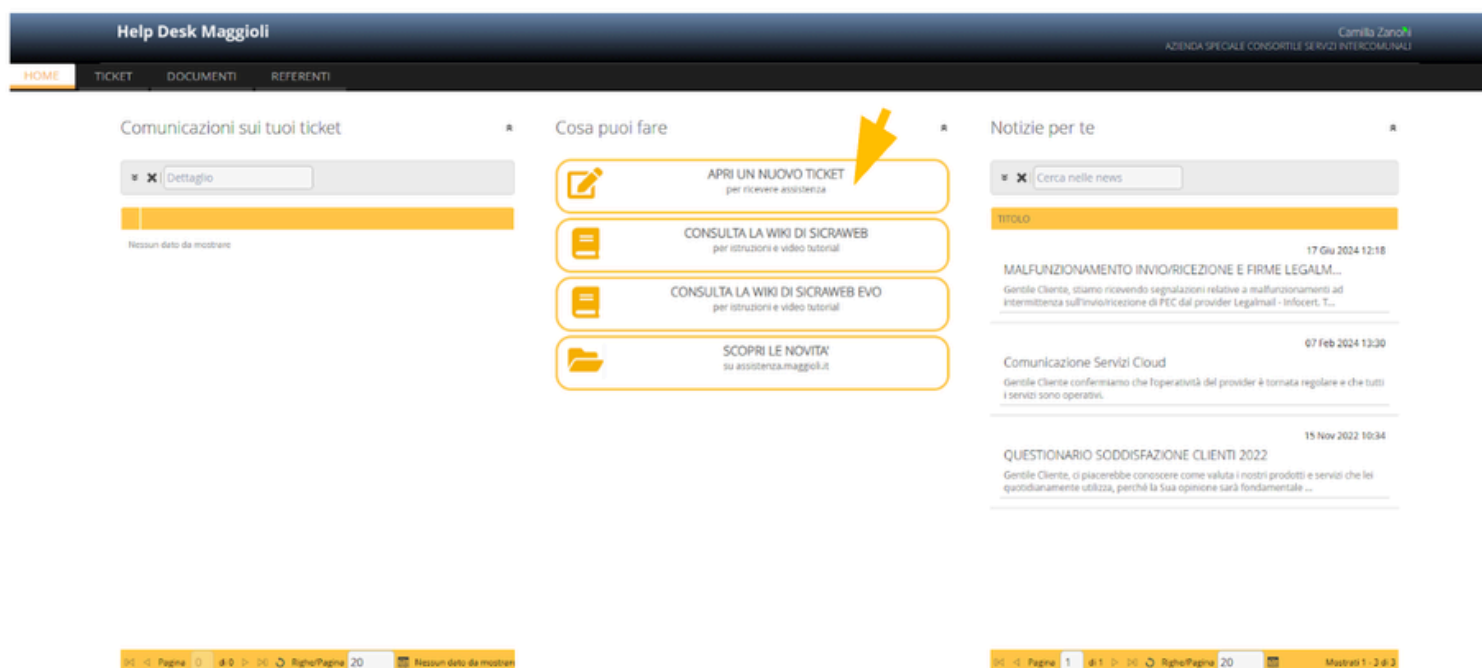 Help Desk Maggioli
Camilla Zanoni
AZIENDA SPECIALE CONSORTILE SERVIZI INTERCOMUNALI
HOME TICKET DOCUMENTI REFERENTI
Comunicazioni sui tuoi ticket
Dettaglio
Nessun dato da mostrare
Pagina 0 di 0 Righe/Pagina 20 Nessun dato da mostrare
Cosa puoi fare
APRI UN NUOVO TICKET
per ricevere assistenza
CONSULTA LA WIKI DI SICRAWEB
per istruzioni e video tutorial
CONSULTA LA WIKI DI SICRAWEB EVO
per istruzioni e video tutorial
SCOPRI LE NOVITA'
su assistenza.maggioli.it
Notizie per te
Cerca nelle news
TITOLO
17 Giu 2024 12:18
MALFUNZIONAMENTO INVIO/RICEZIONE E FIRME LEGALM...
Gentile Cliente, stiamo ricevendo segnalazioni relative a malfunzionamenti ad
intermittenza sull'invio/ricezione di PEC dal provider Legalmail - Infocert. T...
07 Feb 2024 13:30
Comunicazione Servizi Cloud
Gentile Cliente confermiamo che l'operatività del provider è tornata regolare e che tutti
i servizi sono operativi.
15 Nov 2022 10:34
QUESTIONARIO SODDISFAZIONE CLIENTI 2022
Gentile Cliente, ci piacerebbe conoscere come valuta i nostri prodotti e servizi che lei
quotidianamente utilizza, perchè la Sua opinione sarà fondamentale ...
Pagina 1 di 1 Righe/Pagina 20 Mostrati 1 - 3 di 3